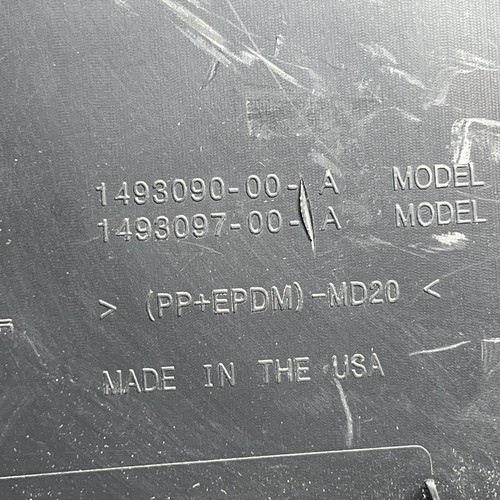 1493090-00-A MODEL
1493097-00-A MODEL
> (PP+EPDM)-MD20 <
MADE IN THE USA